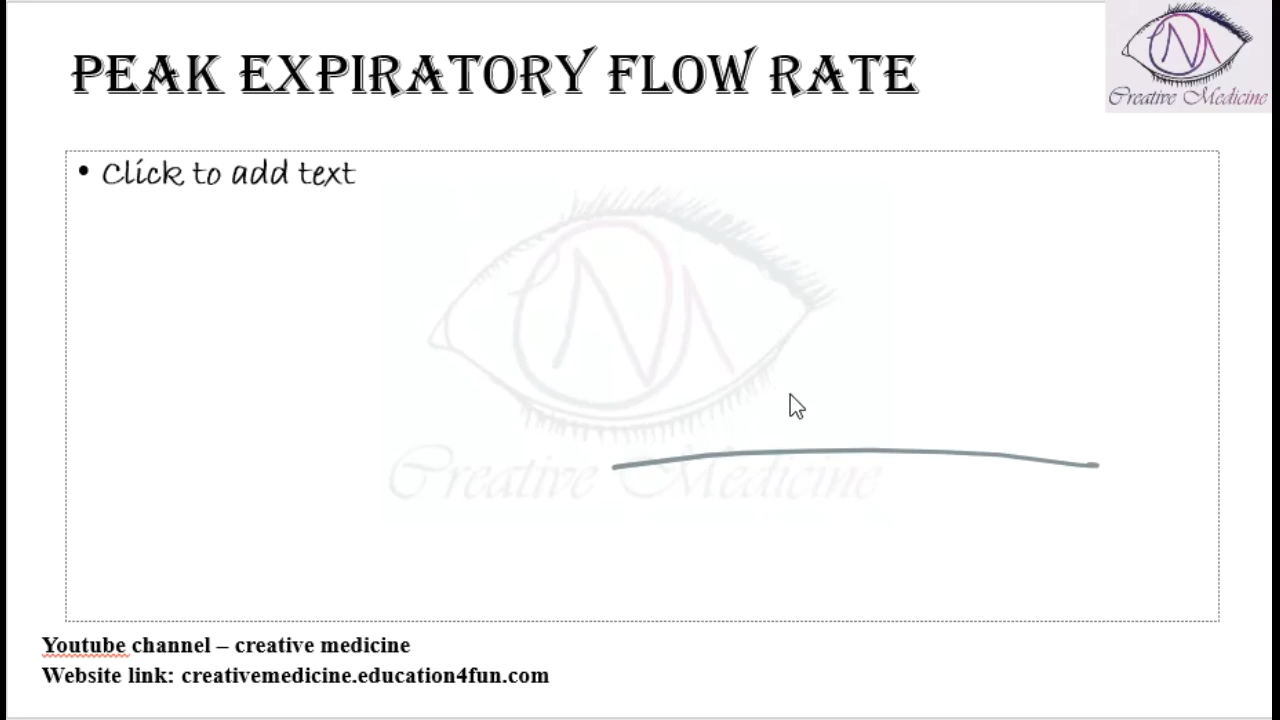 PEAK EXPIRATORY FLOW RATE
Creative Medicine
• Click to add text
Creative Medicine
Youtube channel – creative medicine
Website link: creativemedicine.education4fun.com